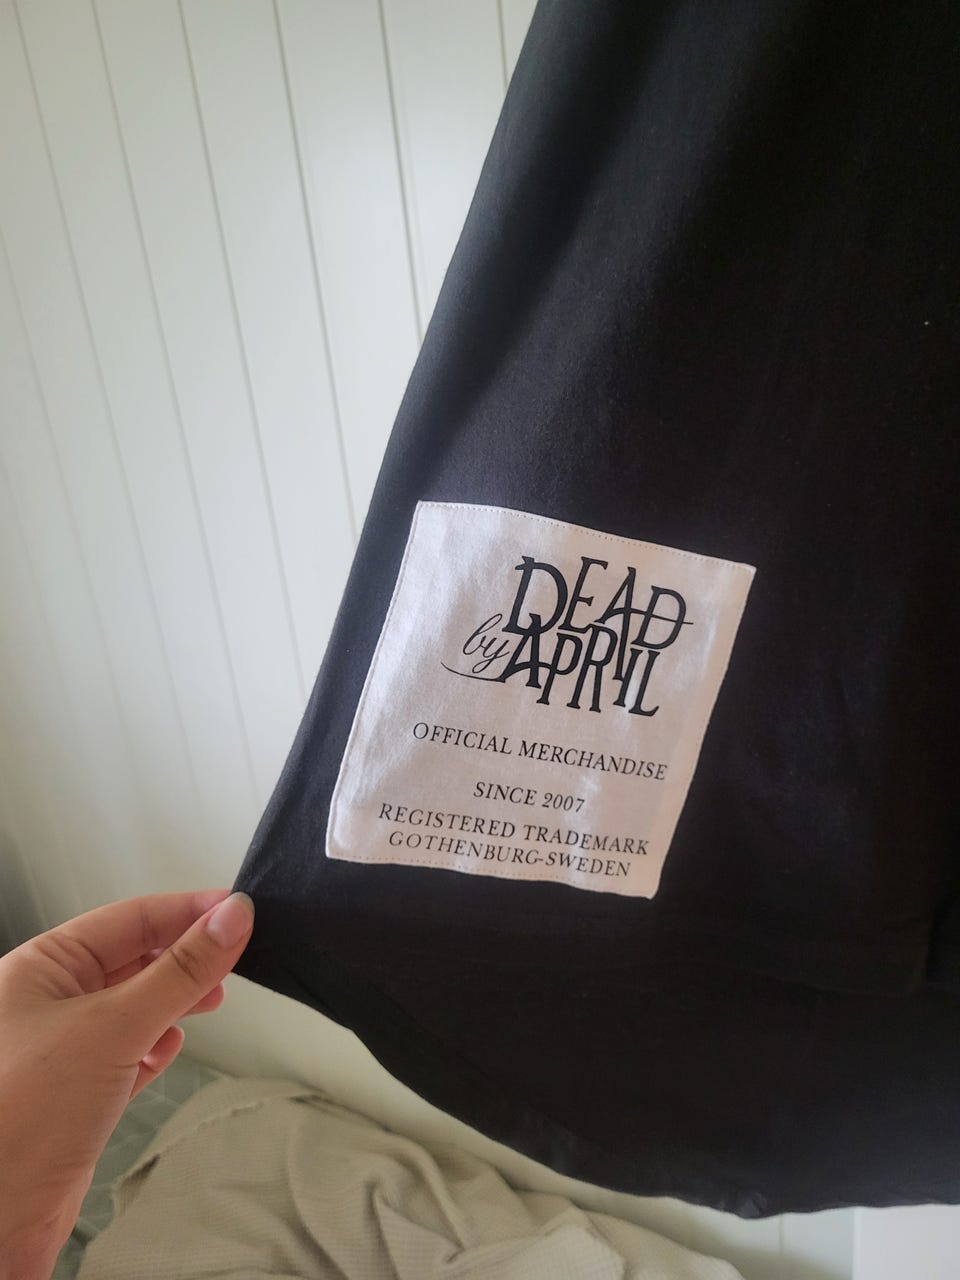 DEAD
by APRIL
OFFICIAL MERCHANDISE
SINCE 2007
REGISTERED TRADEMARK
GOTHENBURG-SWEDEN